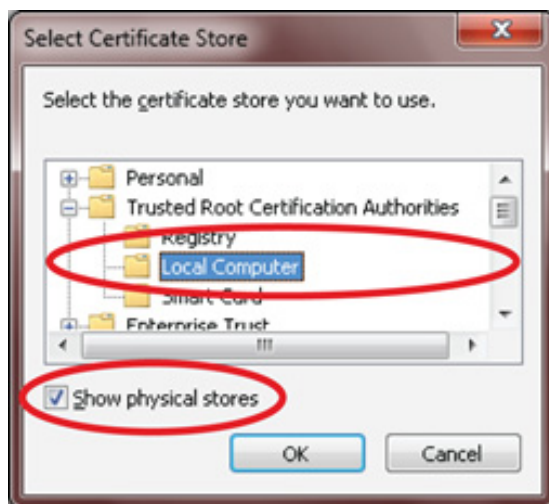 Select Certificate Store
Select the certificate store you want to use.
Personal
Trusted Root Certification Authorities
Registry
Local Computer
Smart Card
Enterprise Trust
Show physical stores
OK
Cancel